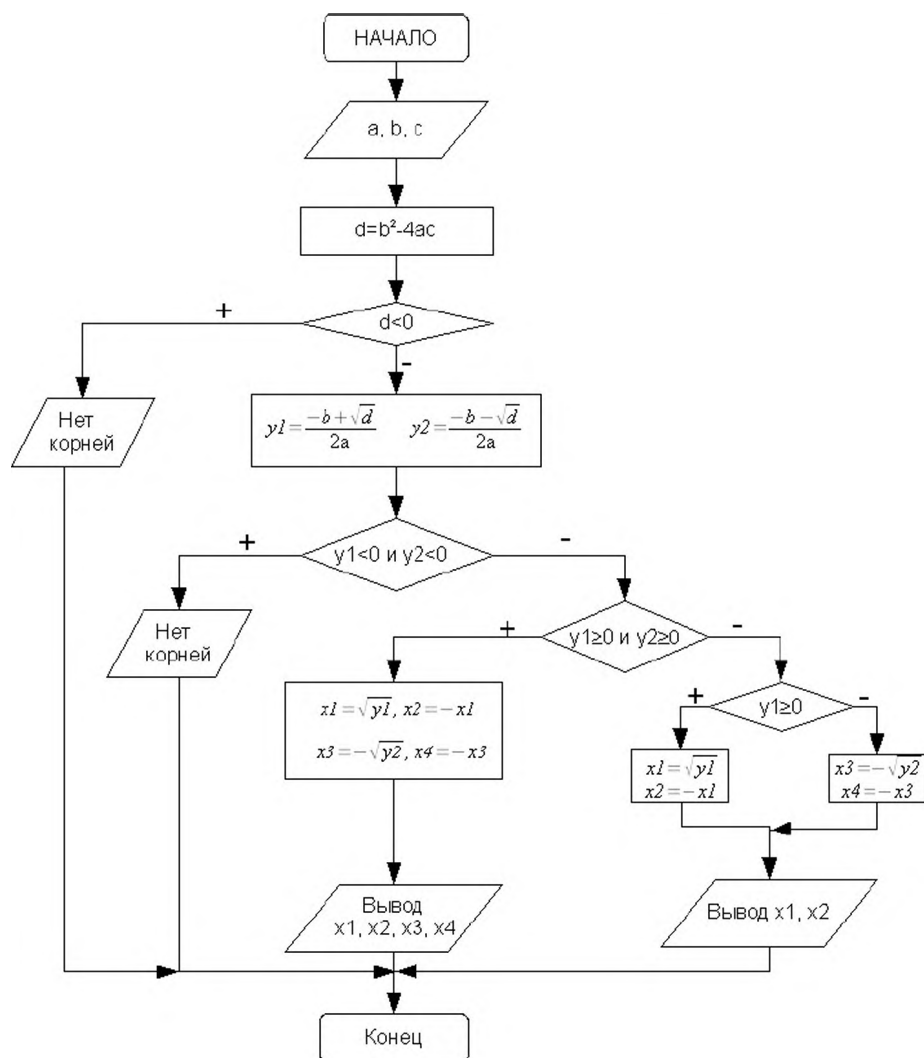 НАЧАЛО
a, b, c
d=b²-4ac
+
d<0
-
Нет
корней
y1=(-b+√d)/2a    y2=(-b-√d)/2a
+
y1<0 и y2<0
-
Нет
корней
+
y1≥0 и y2≥0
-
x1=√y1, x2=-x1
x3=-√y2, x4=-x3
+
y1≥0
-
x1=√y1
x2=-x1
x3=-√y2
x4=-x3
Вывод
x1, x2, x3, x4
Вывод x1, x2
Конец